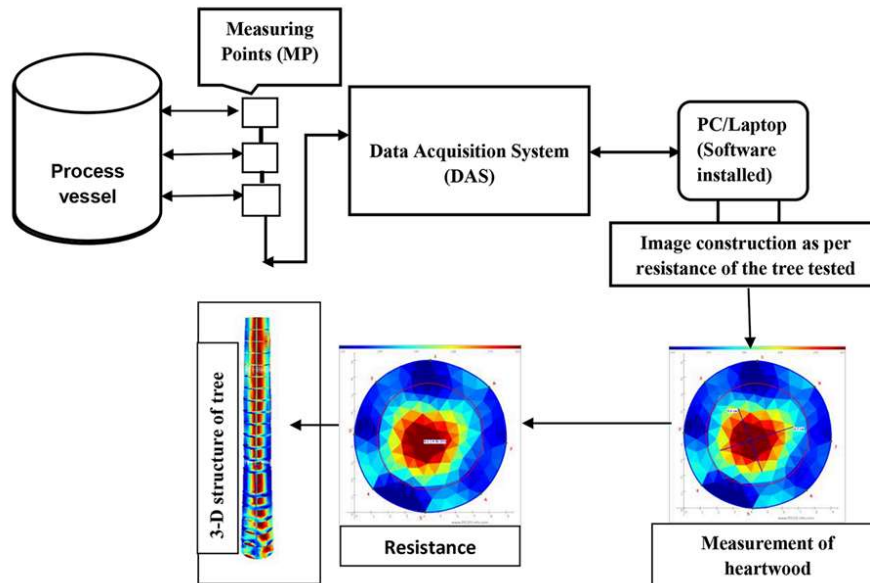 Measuring
Points (MP)
Process
vessel
Data Acquisition System
(DAS)
PC/Laptop
(Software
installed)
Image construction as per
resistance of the tree tested
3-D structure of tree
Resistance
Measurement of
heartwood